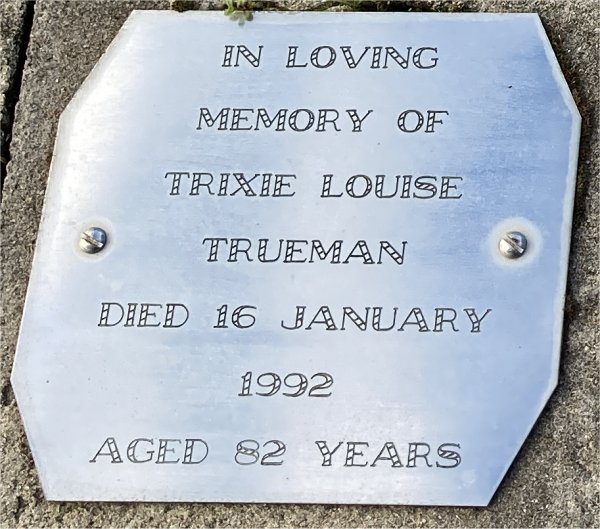 IN LOVING
MEMORY OF
TRIXIE LOUISE
TRUEMAN
DIED 16 JANUARY
1992
AGED 82 YEARS